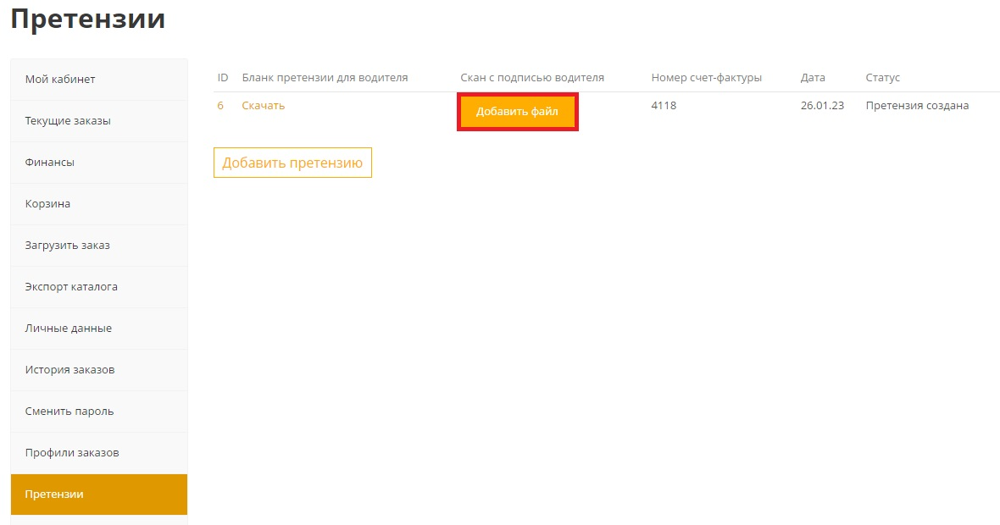 Претензии
Мой кабинет
Текущие заказы
Финансы
Корзина
Загрузить заказ
Экспорт каталога
Личные данные
История заказов
Сменить пароль
Профили заказов
Претензии
ID Бланк претензии для водителя Скан с подписью водителя Номер счет-фактуры Дата Статус
6 Скачать Добавить файл 4118 26.01.23 Претензия создана
Добавить претензию